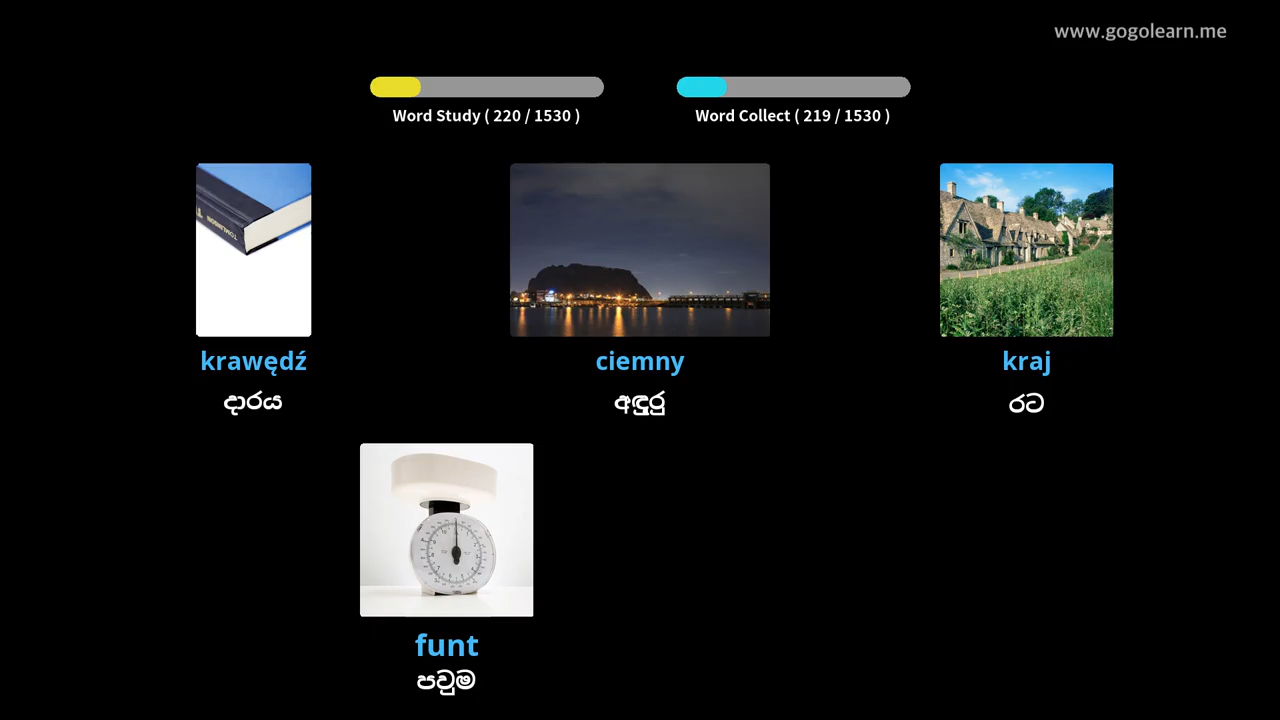 www.gogolearn.me
Word Study ( 220 / 1530 )
Word Collect ( 219 / 1530 )
TOMLINSON
krawędź
ciemny
kraj
දාරය
අඳුරු
රට
funt
පවුම